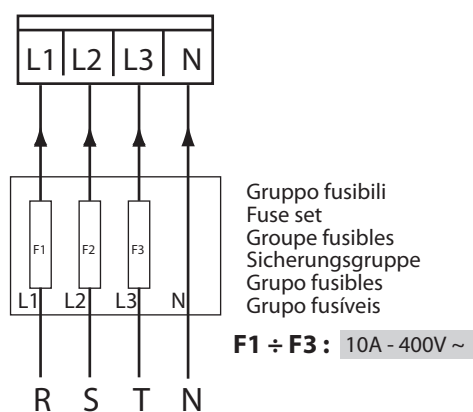 L1 L2 L3 N
F1 F2 F3
L1 L2 L3 N
Gruppo fusibili
Fuse set
Groupe fusibles
Sicherungsgruppe
Grupo fusibles
Grupo fusíveis
F1 ÷ F3 : 10A - 400V ~
R S T N